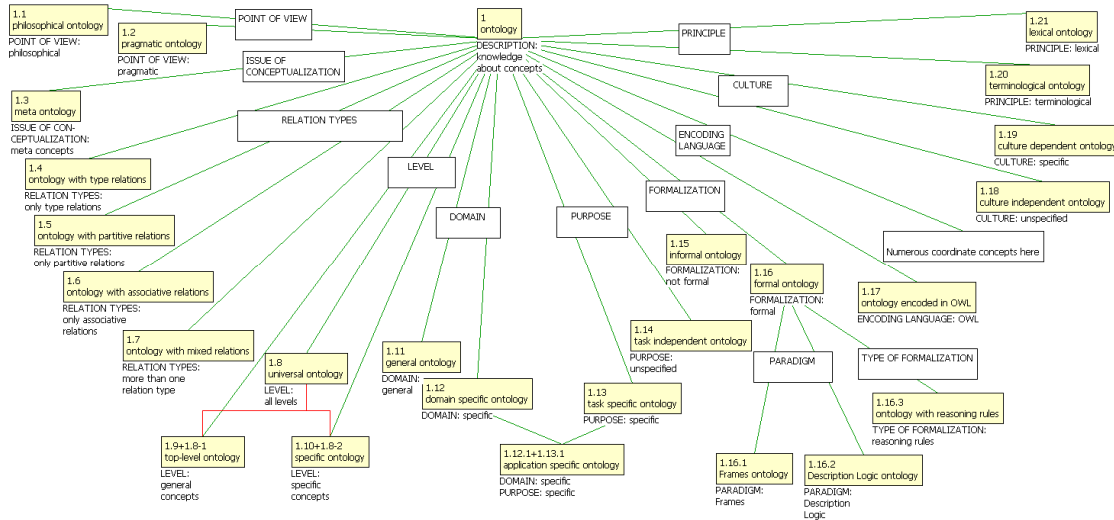 1.1
philosophical ontology
POINT OF VIEW:
philosophical
POINT OF VIEW
1.2
pragmatic ontology
POINT OF VIEW:
pragmatic
1
ontology
DESCRIPTION:
knowledge
about concepts
PRINCIPLE
1.21
lexical ontology
PRINCIPLE: lexical
ISSUE OF
CONCEPTUALIZATION
1.20
terminological ontology
PRINCIPLE: terminological
CULTURE
1.3
meta ontology
ISSUE OF CON-
CEPTUALIZATION:
meta concepts
RELATION TYPES
ENCODING
LANGUAGE
1.19
culture dependent ontology
CULTURE: specific
1.4
ontology with type relations
RELATION TYPES:
only type relations
LEVEL
FORMALIZATION
1.18
culture independent ontology
CULTURE: unspecified
1.5
ontology with partitive relations
RELATION TYPES:
only partitive relations
DOMAIN
PURPOSE
1.15
informal ontology
FORMALIZATION:
not formal
Numerous coordinate concepts here
1.6
ontology with associative relations
RELATION TYPES:
only associative
relations
1.16
formal ontology
FORMALIZATION:
formal
1.17
ontology encoded in OWL
ENCODING LANGUAGE: OWL
1.7
ontology with mixed relations
RELATION TYPES:
more than one
relation type
1.8
universal ontology
LEVEL:
all levels
1.11
general ontology
DOMAIN:
general
1.12
domain specific ontology
DOMAIN: specific
1.14
task independent ontology
PURPOSE:
unspecified
1.13
task specific ontology
PURPOSE: specific
PARADIGM
TYPE OF FORMALIZATION
1.16.3
ontology with reasoning rules
TYPE OF FORMALIZATION:
reasoning rules
1.9+1.8-1
top-level ontology
LEVEL:
general
concepts
1.10+1.8-2
specific ontology
LEVEL:
specific
concepts
1.12.1+1.13.1
application specific ontology
DOMAIN: specific
PURPOSE: specific
1.16.1
Frames ontology
PARADIGM:
Frames
1.16.2
Description Logic ontology
PARADIGM:
Description
Logic